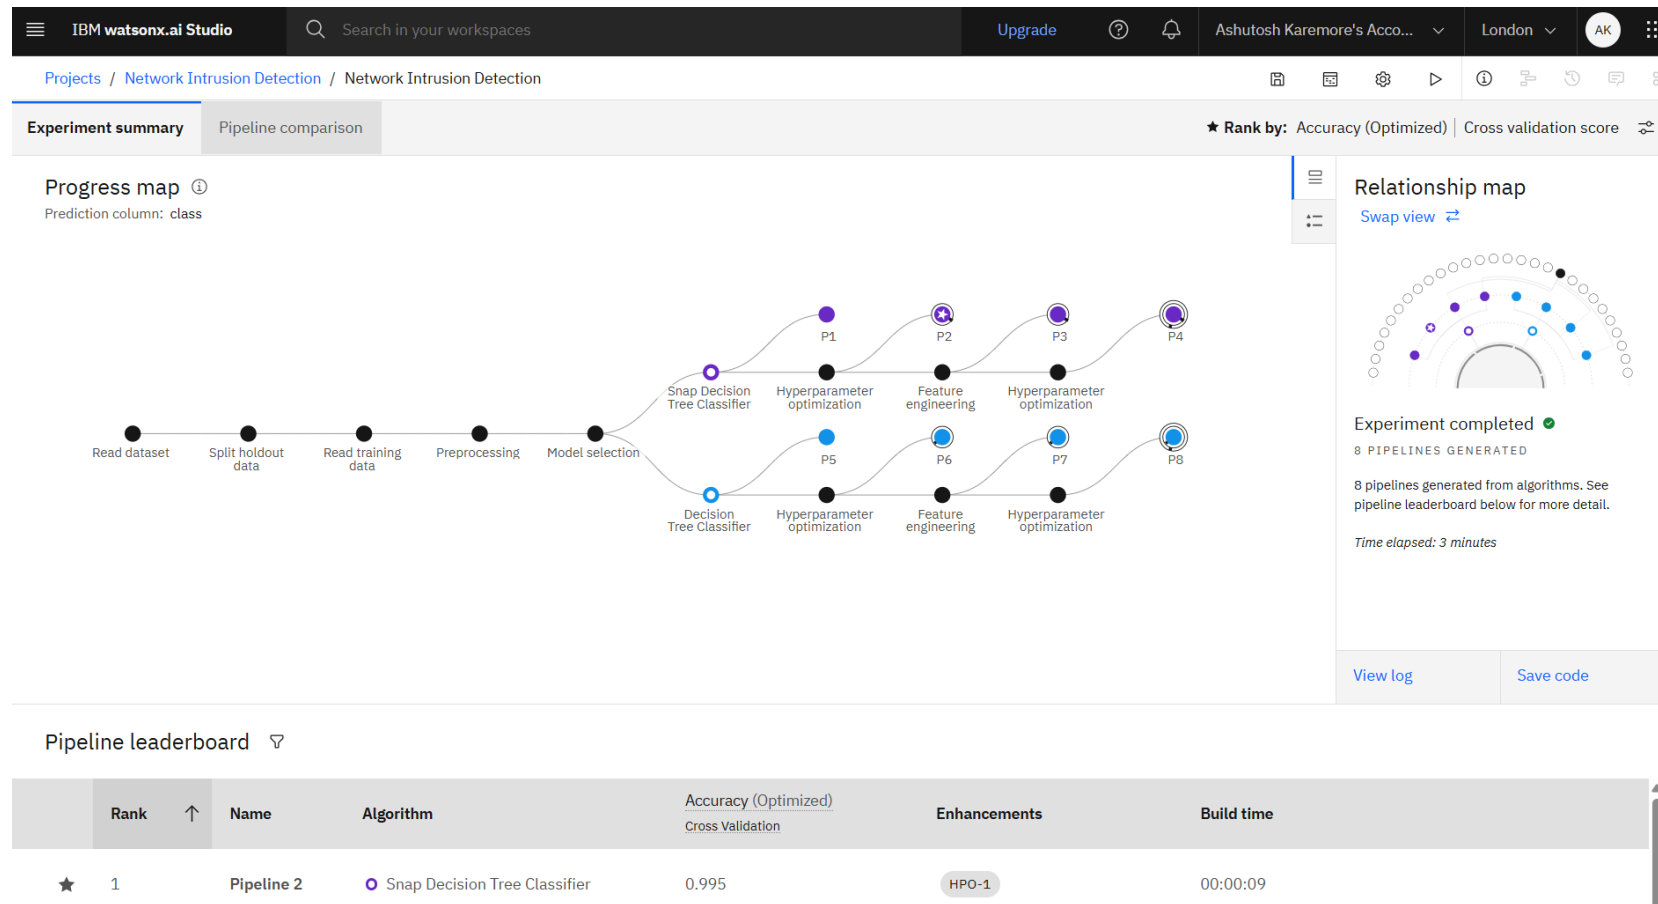 IBM watsonx.ai Studio
Search in your workspaces
Upgrade
Ashutosh Karemore's Acco...
London
AK
Projects / Network Intrusion Detection / Network Intrusion Detection
Experiment summary
Pipeline comparison
Rank by: Accuracy (Optimized) | Cross validation score
Progress map
Prediction column: class
Relationship map
Swap view
P1
P2
P3
P4
Snap Decision
Tree Classifier
Hyperparameter
optimization
Feature
engineering
Hyperparameter
optimization
Read dataset
Split holdout
data
Read training
data
Preprocessing
Model selection
P5
P6
P7
P8
Decision
Tree Classifier
Hyperparameter
optimization
Feature
engineering
Hyperparameter
optimization
Experiment completed
8 PIPELINES GENERATED
8 pipelines generated from algorithms. See
pipeline leaderboard below for more detail.
Time elapsed: 3 minutes
View log
Save code
Pipeline leaderboard
Rank
Name
Algorithm
Accuracy (Optimized)
Cross Validation
Enhancements
Build time
1
Pipeline 2
Snap Decision Tree Classifier
0.995
HPO-1
00:00:09